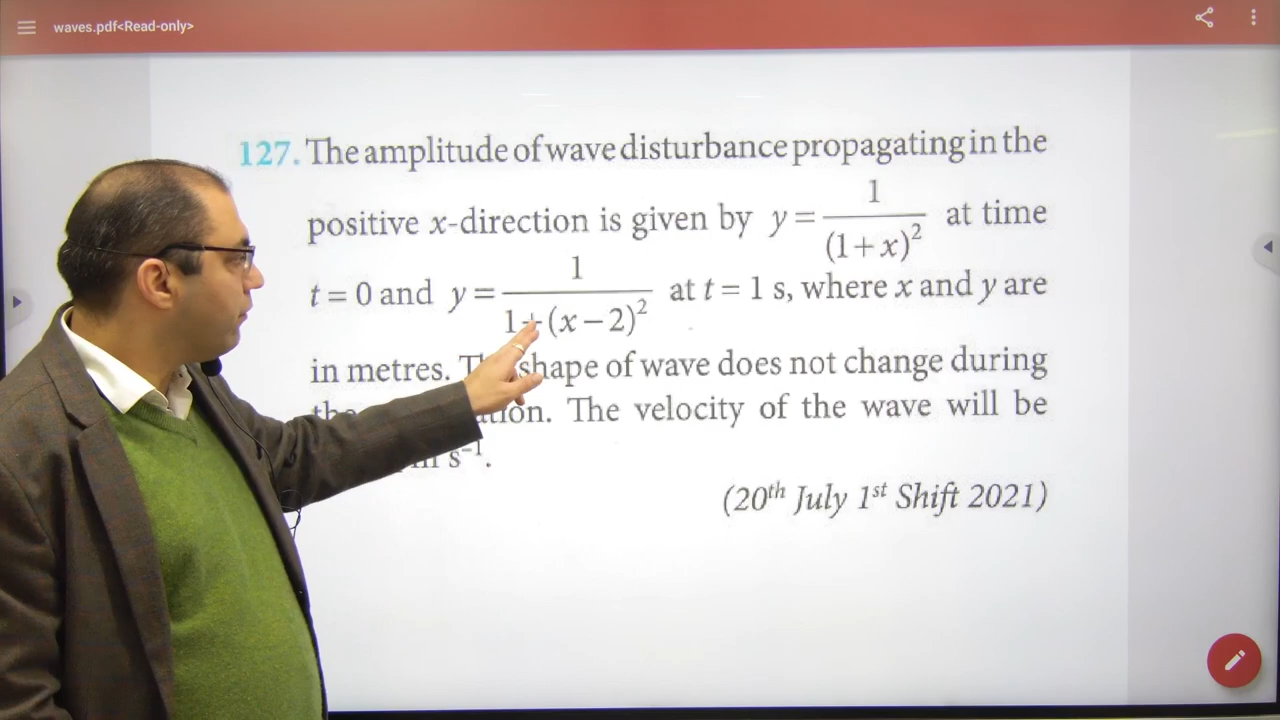 waves.pdf<Read-only>
127. The amplitude of wave disturbance propagating in the
positive x-direction is given by y = 1/(1+x)² at time
t = 0 and y = 1/1+(x−2)² at t = 1 s, where x and y are
in metres. shape of wave does not change during
The velocity of the wave will be
s⁻¹.
(20th July 1st Shift 2021)